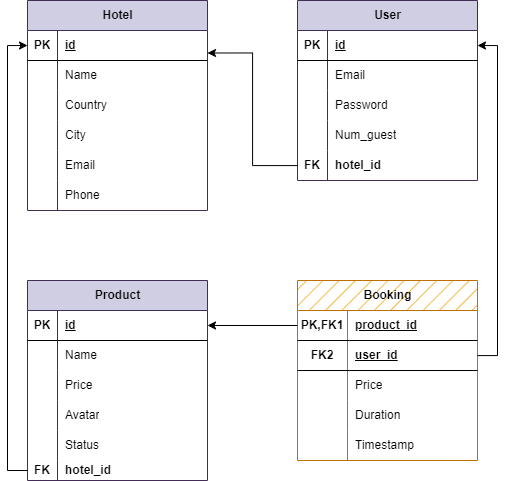 Hotel
PK id
Name
Country
City
Email
Phone
User
PK id
Email
Password
Num_guest
FK hotel_id
Product
PK id
Name
Price
Avatar
Status
FK hotel_id
Booking
PK,FK1 product_id
FK2 user_id
Price
Duration
Timestamp